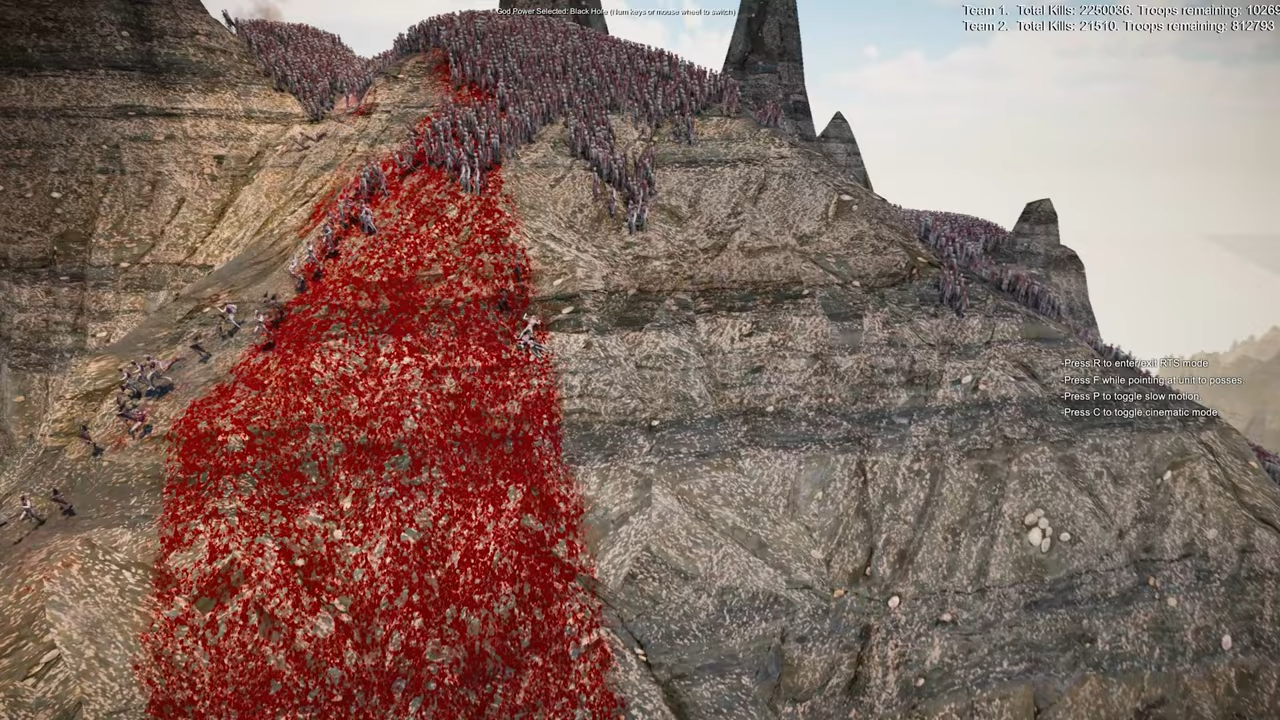 God Power Selected: Black Hole (Num keys or mouse wheel to switch)
Team 1.  Total Kills: 2250086. Troops remaining: 10269
Team 2.  Total Kills: 21510. Troops remaining: 812793
-Press R to enter/exit RTS mode
-Press F while pointing at unit to posses.
-Press P to toggle slow motion.
-Press C to toggle cinematic mode